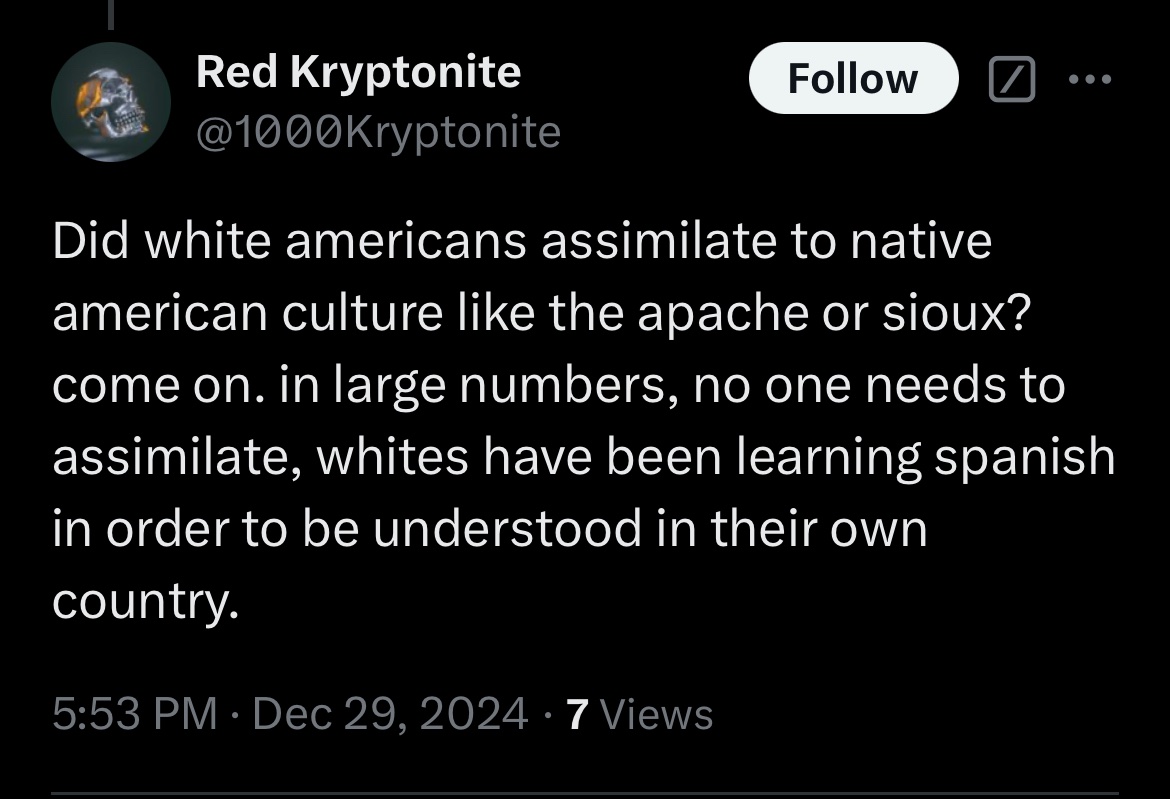 Red Kryptonite
Follow
@1000Kryptonite
Did white americans assimilate to native
american culture like the apache or sioux?
come on. in large numbers, no one needs to
assimilate, whites have been learning spanish
in order to be understood in their own
country.
5:53 PM · Dec 29, 2024 · 7 Views